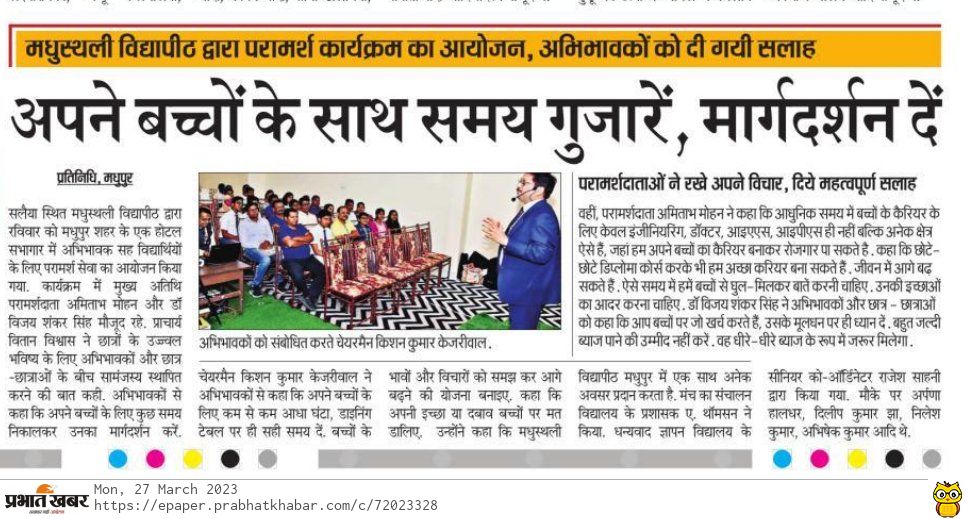 मधुस्थली विद्यापीठ द्वारा परामर्श कार्यक्रम का आयोजन, अभिभावकों को दी गयी सलाह
अपने बच्चों के साथ समय गुजारें, मार्गदर्शन दें
प्रतिनिधि, मधुपुर
सलैया स्थित मधुस्थली विद्यापीठ द्वारा
रविवार को मधुपुर शहर के एक होटल
सभागार में अभिभावक सह विद्यार्थियों
के लिए परामर्श सेवा का आयोजन किया
गया. कार्यक्रम में मुख्य अतिथि
परामर्शदाता अमिताभ मोहन और डॉ
विजय शंकर सिंह मौजूद रहे. प्राचार्य
वितान विश्वास ने छात्रों के उज्ज्वल
भविष्य के लिए अभिभावकों और छात्र
-छात्राओं के बीच सामंजस्य स्थापित
करने की बात कही. अभिभावकों से
कहा कि अपने बच्चों के लिए कुछ समय
निकालकर उनका मार्गदर्शन करें.
अभिभावकों को संबोधित करते चेयरमैन किशन कुमार केजरीवाल.
चेयरमैन किशन कुमार केजरीवाल ने
अभिभावकों से कहा कि अपने बच्चों के
लिए कम से कम आधा घंटा, डाइनिंग
टेबल पर ही सही समय दें. बच्चों के
भावों और विचारों को समझ कर आगे
बढ़ने की योजना बनाइए. कहा कि
अपनी इच्छा या दबाव बच्चों पर मत
डालिए. उन्होंने कहा कि मधुस्थली
विद्यापीठ मधुपुर में एक साथ अनेक
अवसर प्रदान करता है. मंच का संचालन
विद्यालय के प्रशासक ए. थॉमसन ने
किया. धन्यवाद ज्ञापन विद्यालय के
सीनियर को-ऑर्डिनेटर राजेश साहनी
द्वारा किया गया. मौके पर अर्पणा
हालधर, दिलीप कुमार झा, निलेश
कुमार, अभिषेक कुमार आदि थे.
परामर्शदाताओं ने रखे अपने विचार, दिये महत्वपूर्ण सलाह
वहीं, परामर्शदाता अमिताभ मोहन ने कहा कि आधुनिक समय में बच्चों के कैरियर के
लिए केवल इंजीनियरिंग, डॉक्टर, आइएएस, आइपीएस ही नहीं बल्कि अनेक क्षेत्र
ऐसे हैं, जहां हम अपने बच्चों का कैरियर बनाकर रोजगार पा सकते है. कहा कि छोटे-
छोटे डिप्लोमा कोर्स करके भी हम अच्छा करियर बना सकते हैं. जीवन में आगे बढ़
सकते हैं. ऐसे समय में हमें बच्चों से घुल-मिलकर बातें करनी चाहिए. उनकी इच्छाओं
का आदर करना चाहिए. डॉ विजय शंकर सिंह ने अभिभावकों और छात्र - छात्राओं
को कहा कि आप बच्चों पर जो खर्च करते हैं, उसके मूलधन पर ही ध्यान दें. बहुत जल्दी
ब्याज पाने की उम्मीद नहीं करें. वह धीरे-धीरे ब्याज के रूप में जरूर मिलेगा.
प्रभात खबर
Mon, 27 March 2023
https://epaper.prabhatkhabar.com/c/72023328